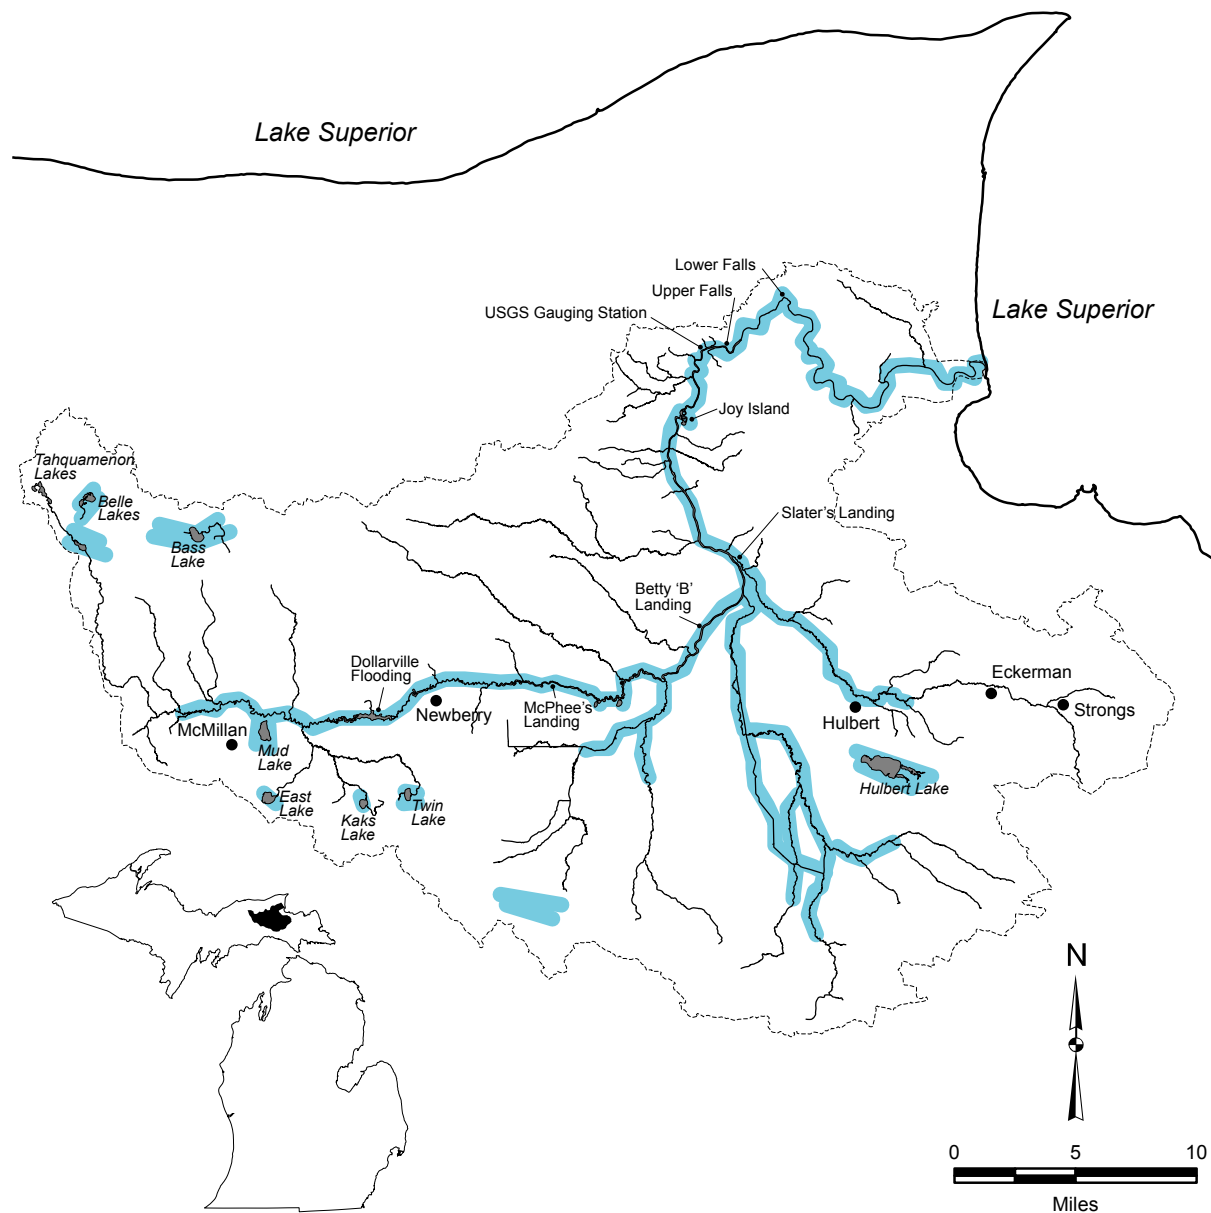 Lake Superior
Lower Falls
Upper Falls
USGS Gauging Station
Lake Superior
Joy Island
Tahquamenon
Lakes
Belle
Lakes
Bass
Lake
Slater's Landing
Betty 'B'
Landing
Dollarville
Flooding
McPhee's
Landing
Newberry
McMillan
Mud
Lake
East
Lake
Kaks
Lake
Twin
Lake
Eckerman
Strongs
Hulbert
Hulbert Lake
N
0 5 10
Miles